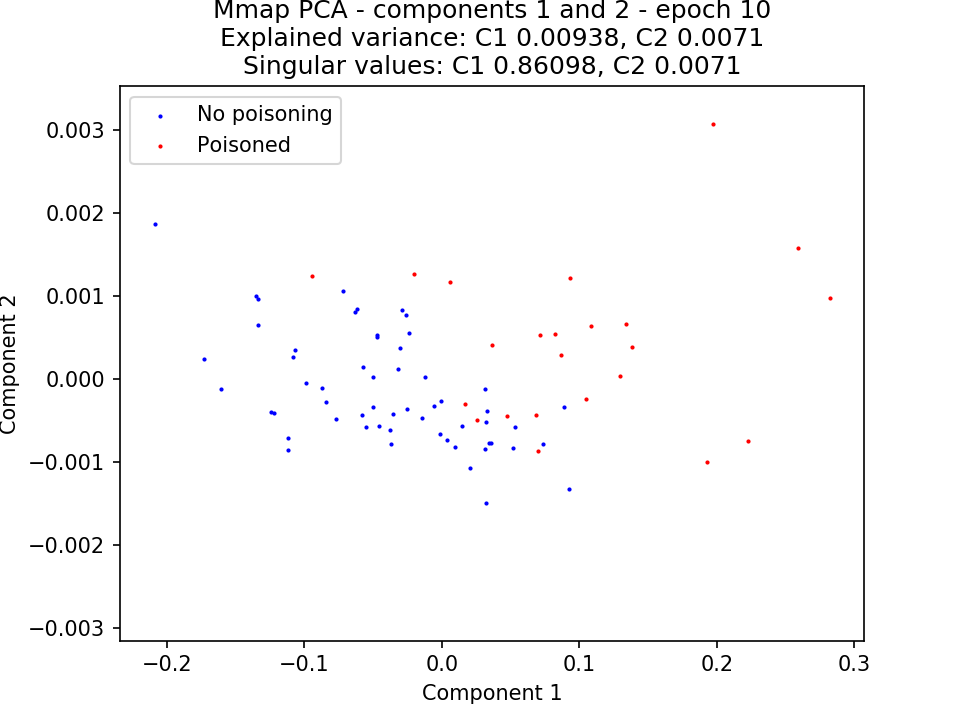 Mmap PCA - components 1 and 2 - epoch 10
Explained variance: C1 0.00938, C2 0.0071
Singular values: C1 0.86098, C2 0.0071
No poisoning
Poisoned
0.003
0.002
0.001
0.000
−0.001
−0.002
−0.003
Component 2
−0.2
−0.1
0.0
0.1
0.2
0.3
Component 1